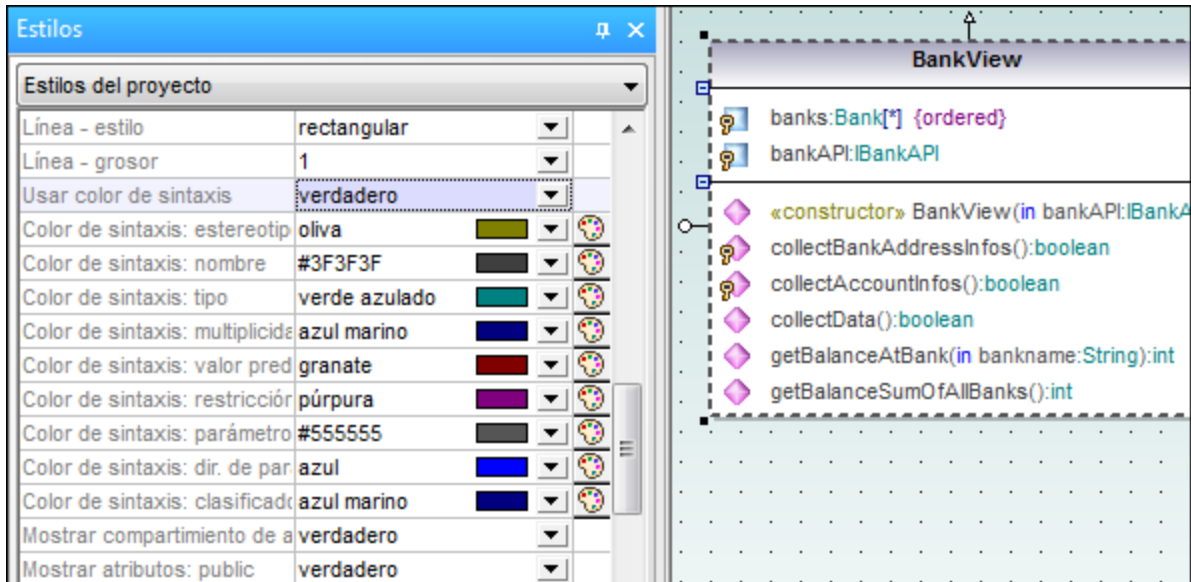 Estilos
Estilos del proyecto
Línea - estilo rectangular
Línea - grosor 1
Usar color de sintaxis verdadero
Color de sintaxis: estereotip oliva
Color de sintaxis: nombre #3F3F3F
Color de sintaxis: tipo verde azulado
Color de sintaxis: multiplicida azul marino
Color de sintaxis: valor pred granate
Color de sintaxis: restricción púrpura
Color de sintaxis: parámetro #555555
Color de sintaxis: dir. de par azul
Color de sintaxis: clasificado azul marino
Mostrar compartimiento de a verdadero
Mostrar atributos: public verdadero
BankView
banks:Bank[*] {ordered}
bankAPI:IBankAPI
«constructor» BankView(in bankAPI:IBankA
collectBankAddressInfos():boolean
collectAccountInfos():boolean
collectData():boolean
getBalanceAtBank(in bankname:String):int
getBalanceSumOfAllBanks():int